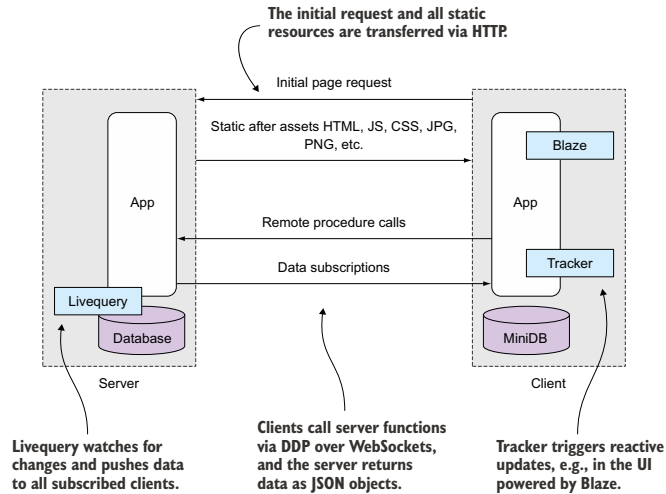 The initial request and all static
resources are transferred via HTTP.
Initial page request
Static after assets HTML, JS, CSS, JPG,
PNG, etc.
Blaze
App
App
Remote procedure calls
Tracker
Data subscriptions
Livequery
Database
MiniDB
Server
Client
Livequery watches for
changes and pushes data
to all subscribed clients.
Clients call server functions
via DDP over WebSockets,
and the server returns
data as JSON objects.
Tracker triggers reactive
updates, e.g., in the UI
powered by Blaze.